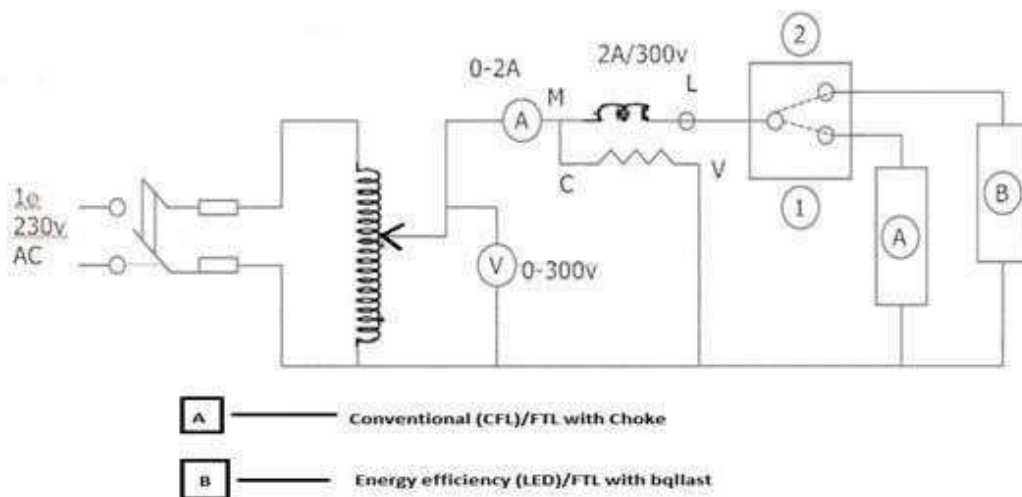 2
2A/300v
0-2A
M
L
A
C
V
1
1e
230v
AC
V
0-300v
A
B
A
Conventional (CFL)/FTL with Choke
B
Energy efficiency (LED)/FTL with bqllast